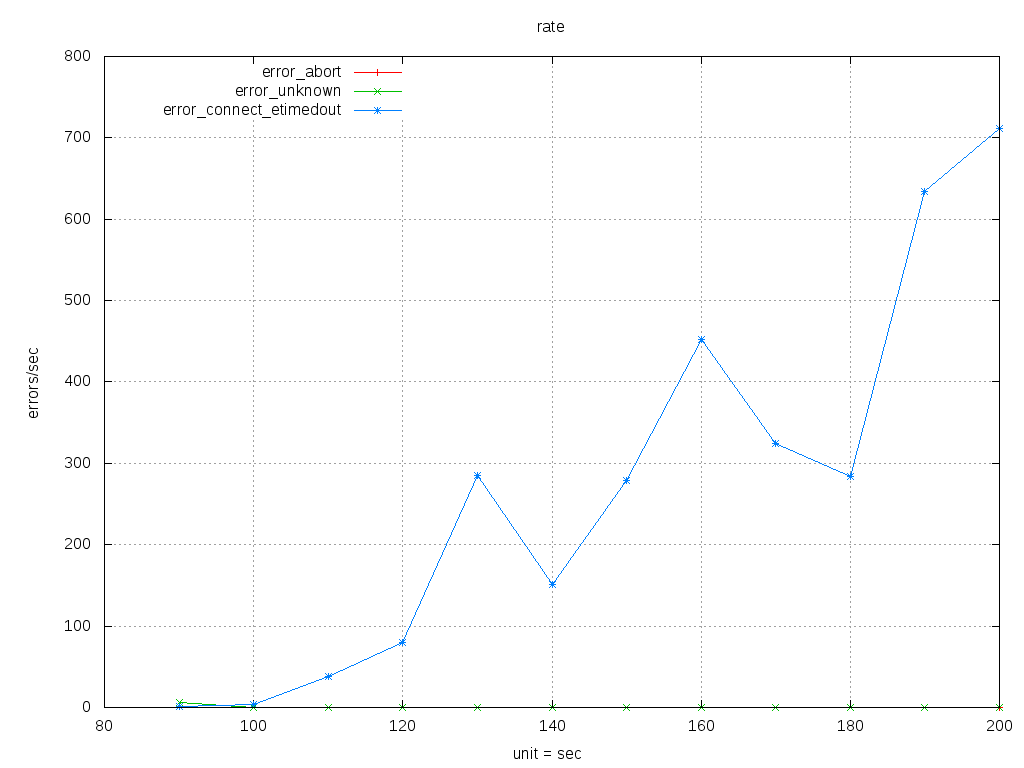 rate
800
700
600
500
400
300
200
100
0
errors/sec
error_abort
error_unknown
error_connect_etimedout
80 100 120 140 160 180 200
unit = sec